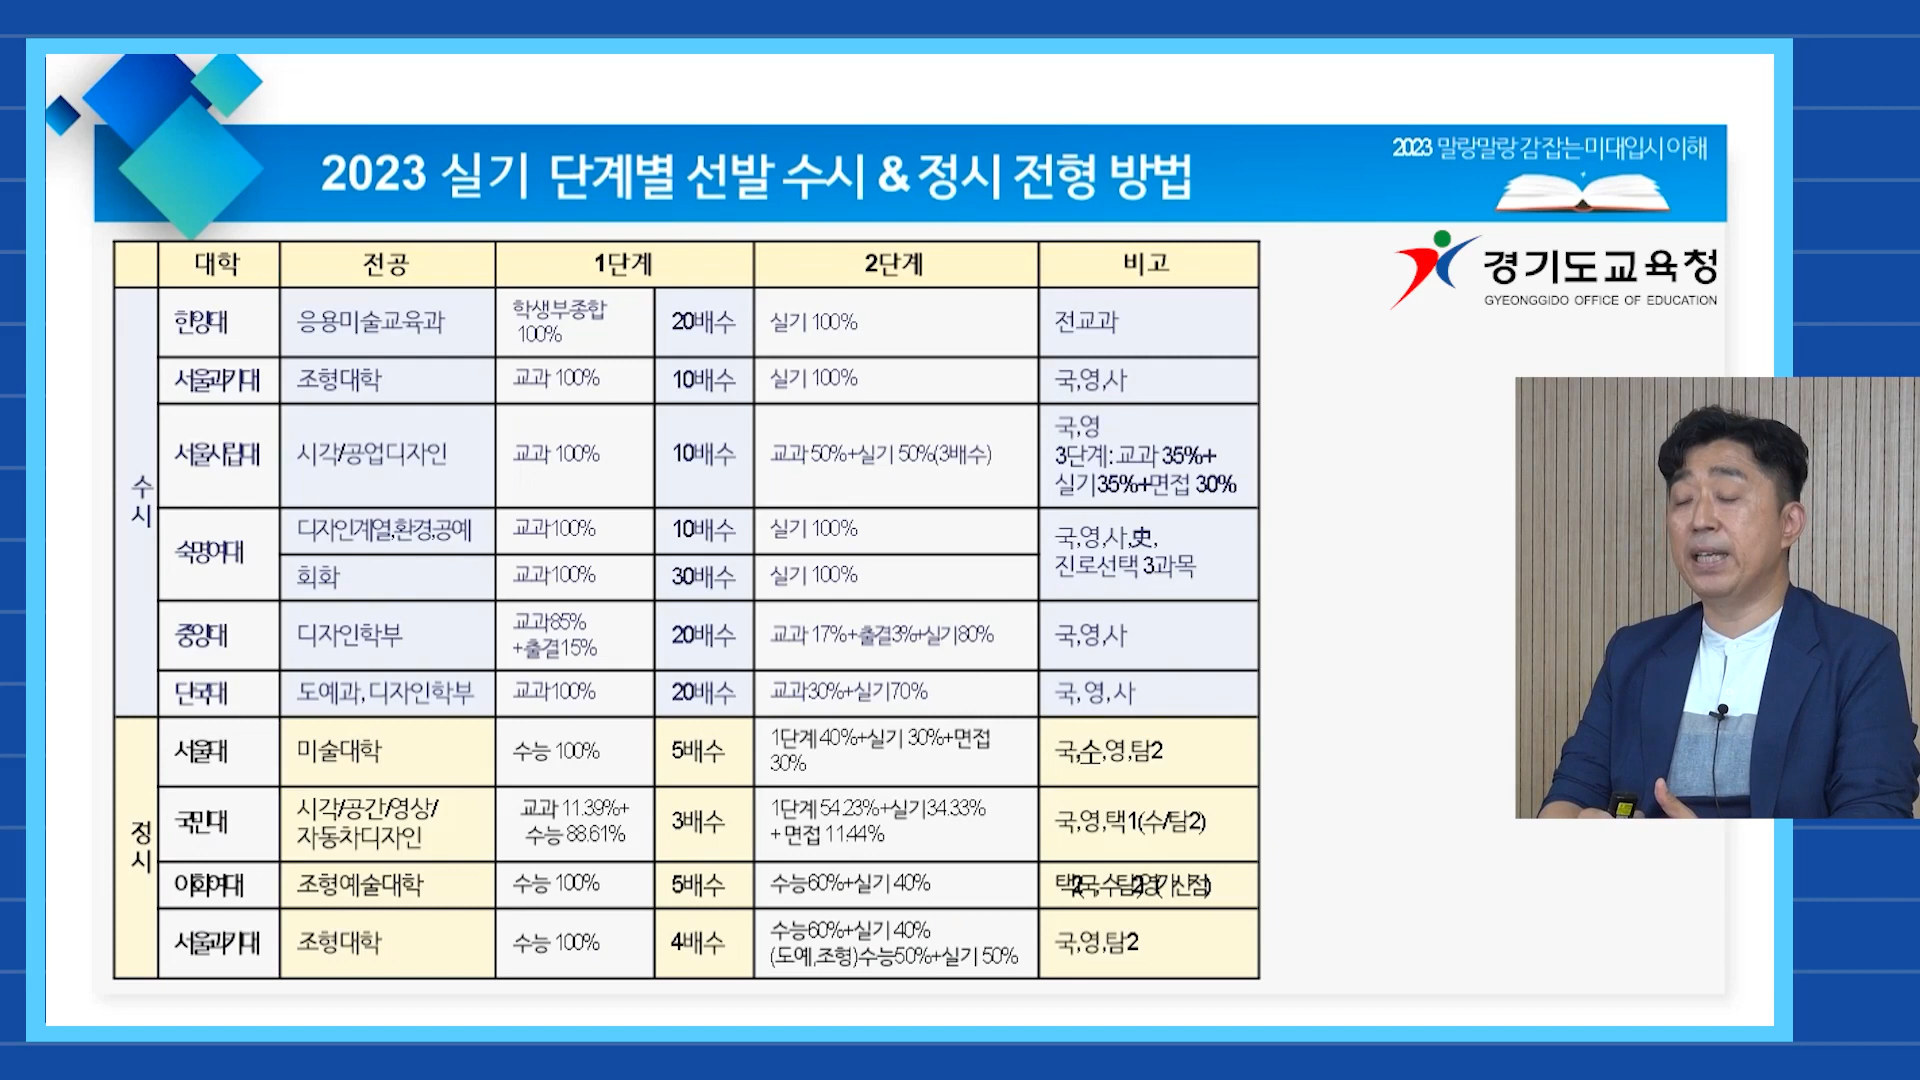 2023 말랑말랑 감 잡는 미대입시 이해
2023 실기 단계별 선발 수시 & 정시 전형 방법
경기도교육청
GYEONGGIDO OFFICE OF EDUCATION
대학 전공 1단계 2단계 비고
수시
한양대 응용미술교육과 학생부종합 100% 20배수 실기 100% 전교과
서울과기대 조형대학 교과 100% 10배수 실기 100% 국,영,사
서울시립대 시각/공업디자인 교과 100% 10배수 교과 50%+실기 50%(3배수) 국,영
3단계: 교과 35%+
실기35%+면접 30%
숙명여대 디자인계열,환경,공예 교과100% 10배수 실기 100% 국,영,사,史,
진로선택 3과목
회화 교과100% 30배수 실기 100%
중앙대 디자인학부 교과85%
+출결15% 20배수 교과 17%+출결3%+실기80% 국,영,사
단국대 도예과, 디자인학부 교과100% 20배수 교과30%+실기70% 국, 영, 사
정시
서울대 미술대학 수능 100% 5배수 1단계 40%+실기 30%+면접
30% 국,수,영,탐2
국민대 시각/공간/영상/
자동차디자인 교과 11.39%+
수능 88.61% 3배수 1단계 54.23%+실기34.33%
+ 면접 11.44% 국,영,택1(수/탐2)
이화여대 조형예술대학 수능 100% 5배수 수능60%+실기 40%
서울과기대 조형대학 수능 100% 4배수 수능60%+실기 40%
(도예,조형)수능50%+실기 50% 국,영,탐2